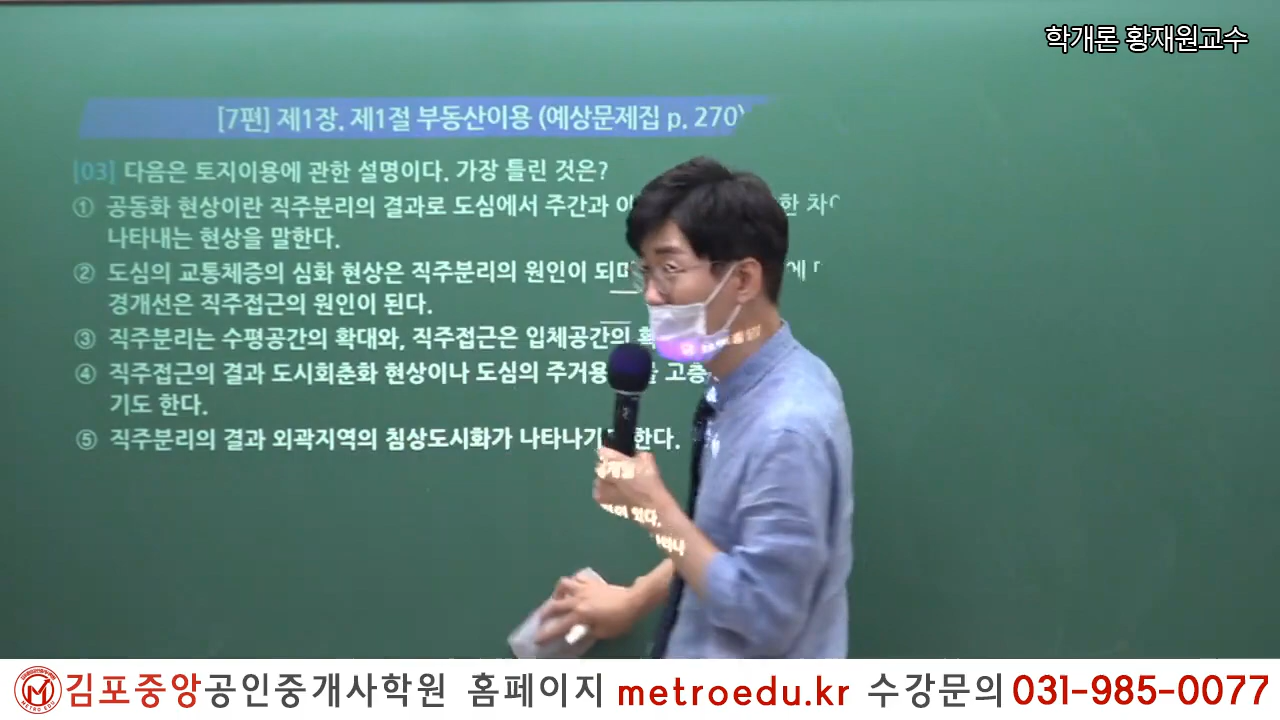 학개론 황재원교수
[7편] 제1장. 제1절 부동산이용 (예상문제집 p. 270)
[03] 다음은 토지이용에 관한 설명이다. 가장 틀린 것은?
① 공동화 현상이란 직주분리의 결과로 도심에서 주간과 한
나타내는 현상을 말한다.
② 도심의 교통체증의 심화 현상은 직주분리의 원인이 되며
경개선은 직주접근의 원인이 된다.
③ 직주분리는 수평공간의 확대와, 직주접근은 입체공간의
④ 직주접근의 결과 도시회춘화 현상이나 도심의 주거용 고층
기도 한다.
⑤ 직주분리의 결과 외곽지역의 침상도시화가 나타나기 한다.
있다.
METRO EDU
김포중앙공인중개사학원 홈페이지 metroedu.kr 수강문의 031-985-0077